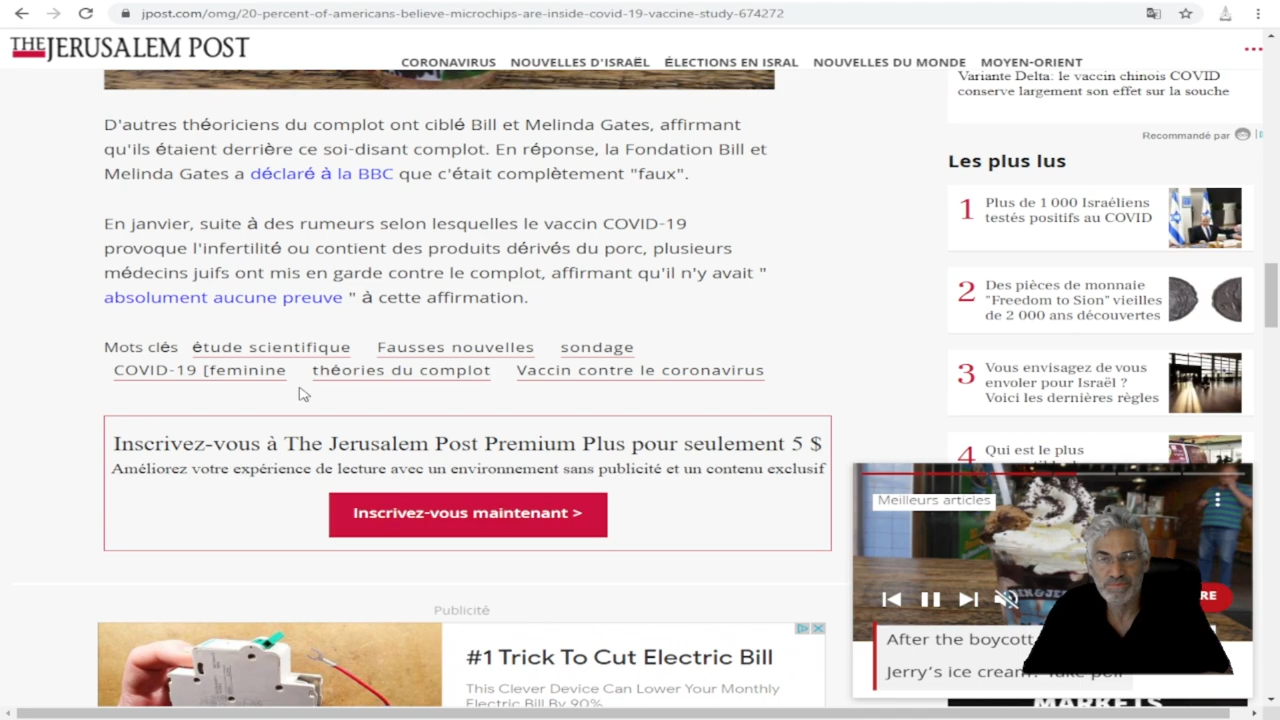 jpost.com/omg/20-percent-of-americans-believe-microchips-are-inside-covid-19-vaccine-study-674272
THE JERUSALEM POST
CORONAVIRUS NOUVELLES D'ISRAËL ÉLECTIONS EN ISRAL NOUVELLES DU MONDE MOYEN-ORIENT
D'autres théoriciens du complot ont ciblé Bill et Melinda Gates, affirmant
qu'ils étaient derrière ce soi-disant complot. En réponse, la Fondation Bill et
Melinda Gates a déclaré à la BBC que c'était complètement "faux".
En janvier, suite à des rumeurs selon lesquelles le vaccin COVID-19
provoque l'infertilité ou contient des produits dérivés du porc, plusieurs
médecins juifs ont mis en garde contre le complot, affirmant qu'il n'y avait "
absolument aucune preuve " à cette affirmation.
Mots clés étude scientifique Fausses nouvelles sondage
COVID-19 [feminine théories du complot Vaccin contre le coronavirus
Inscrivez-vous à The Jerusalem Post Premium Plus pour seulement 5 $
Améliorez votre expérience de lecture avec un environnement sans publicité et un contenu exclusif
Inscrivez-vous maintenant >
Publicité
#1 Trick To Cut Electric Bill
This Clever Device Can Lower Your Monthly
Electric Bill By 90%
Variante Delta: le vaccin chinois COVID
conserve largement son effet sur la souche
Recommandé par
Les plus lus
1 Plus de 1 000 Israéliens
testés positifs au COVID
2 Des pièces de monnaie
"Freedom to Sion" vieilles
de 2 000 ans découvertes
3 Vous envisagez de vous
envoler pour Israël ?
Voici les dernières règles
4 Qui est le plus
Meilleurs articles
After the boycott
Jerry's ice cream? Take poll
MARKETS